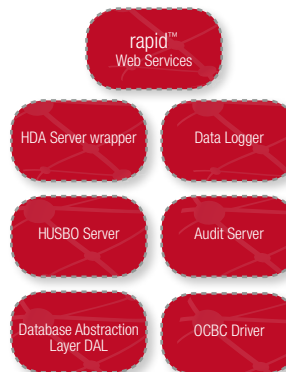 rapid™
Web Services
HDA Server wrapper
Data Logger
HUSBO Server
Audit Server
Database Abstraction
Layer DAL
OCBC Driver